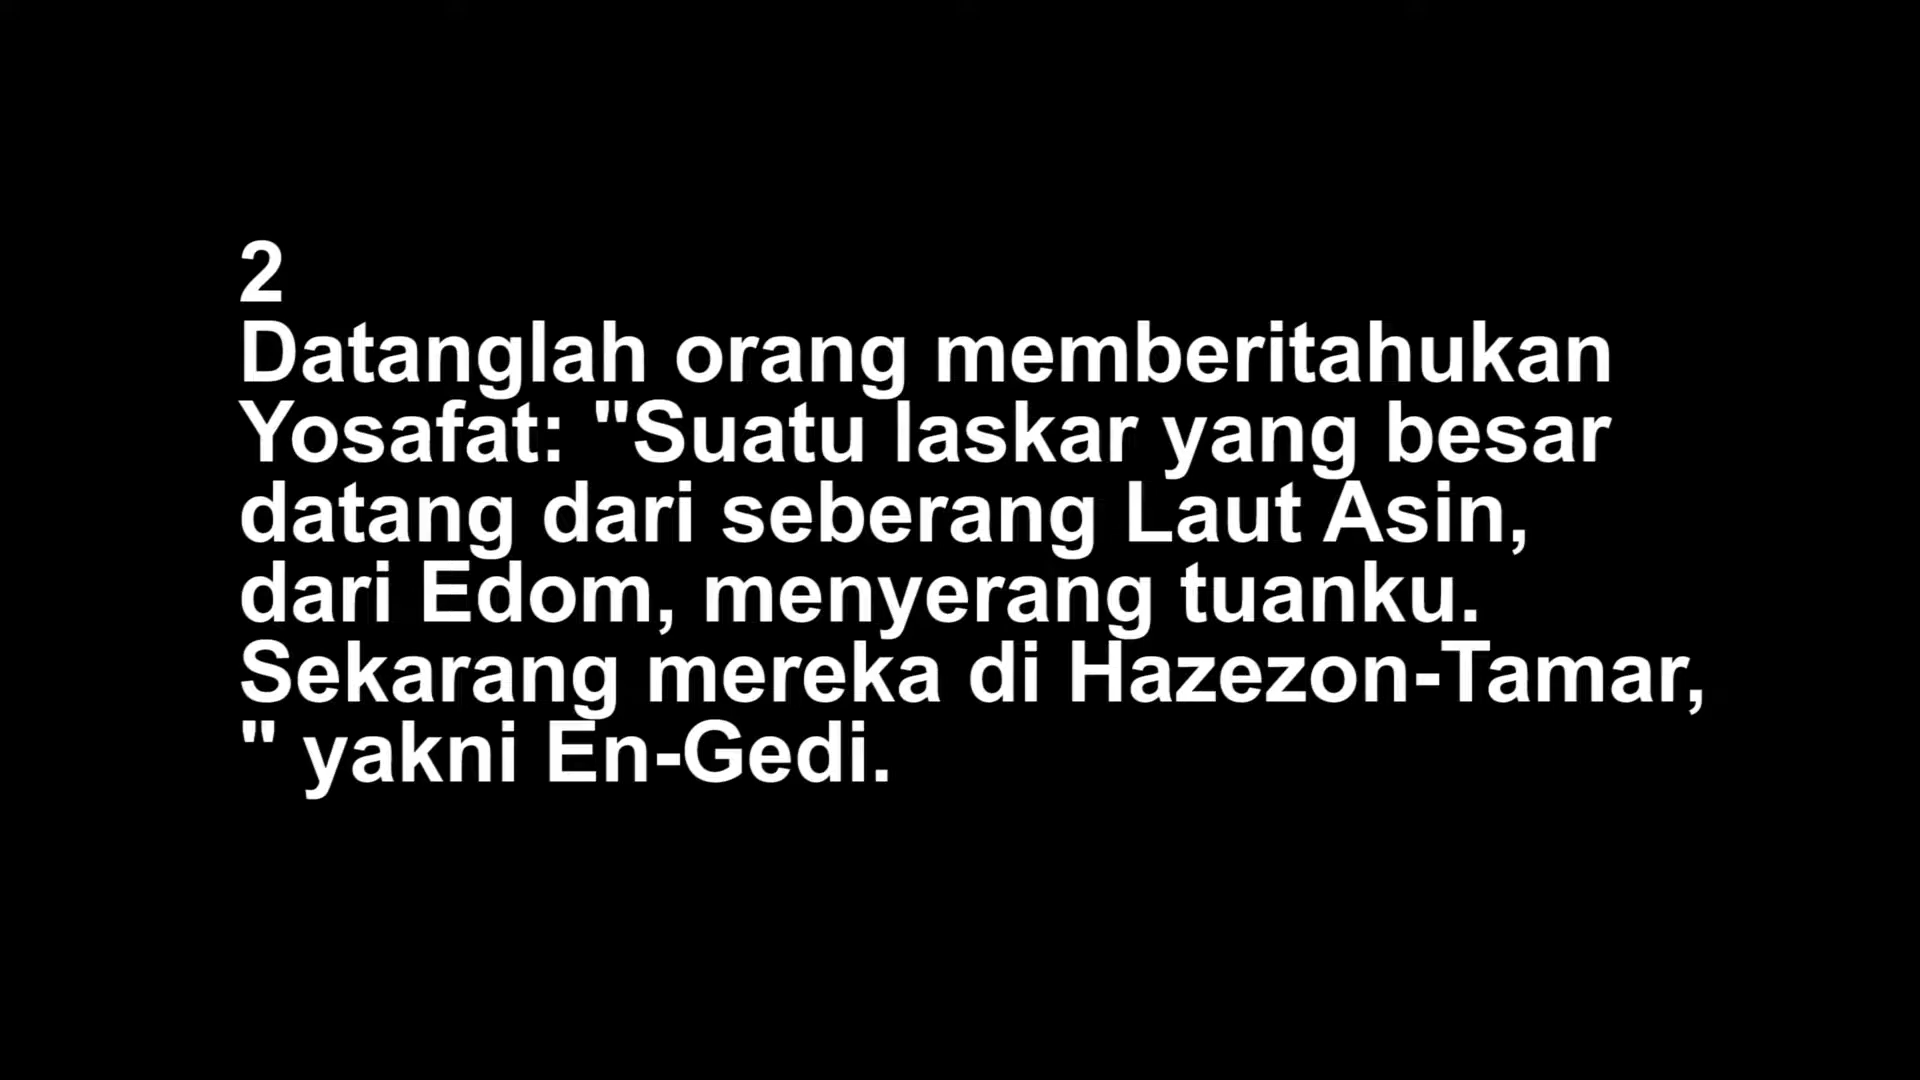 2
Datanglah orang memberitahukan
Yosafat: "Suatu laskar yang besar
datang dari seberang Laut Asin,
dari Edom, menyerang tuanku.
Sekarang mereka di Hazezon-Tamar,
" yakni En-Gedi.